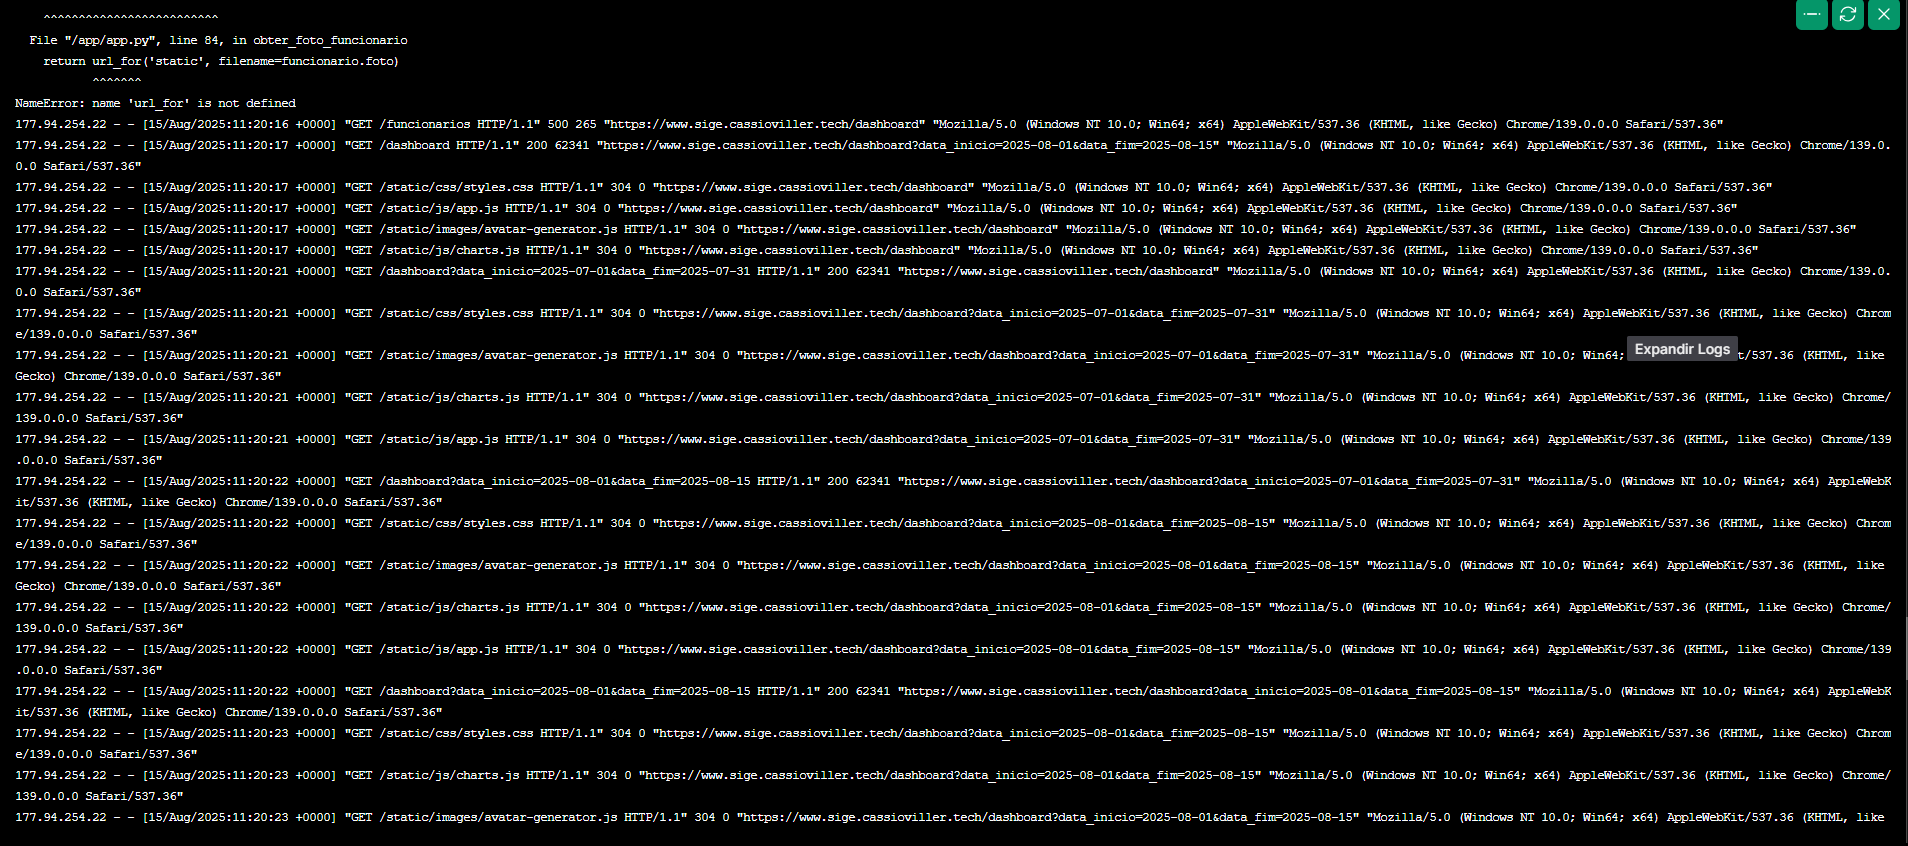 ^^^^^^^^^^^^^^^^^^^^^^^^^
File "/app/app.py", line 84, in obter_foto_funcionario
return url_for('static', filename=funcionario.foto)
^^^^^^^
NameError: name 'url_for' is not defined
177.94.254.22 - - [15/Aug/2025:11:20:16 +0000] "GET /funcionarios HTTP/1.1" 500 265 "https://www.sige.cassioviller.tech/dashboard" "Mozilla/5.0 (Windows NT 10.0; Win64; x64) AppleWebKit/537.36 (KHTML, like Gecko) Chrome/139.0.0.0 Safari/537.36"
177.94.254.22 - - [15/Aug/2025:11:20:17 +0000] "GET /dashboard HTTP/1.1" 200 62341 "https://www.sige.cassioviller.tech/dashboard?data_inicio=2025-08-01&data_fim=2025-08-15" "Mozilla/5.0 (Windows NT 10.0; Win64; x64) AppleWebKit/537.36 (KHTML, like Gecko) Chrome/139.0.
0.0 Safari/537.36"
177.94.254.22 - - [15/Aug/2025:11:20:17 +0000] "GET /static/css/styles.css HTTP/1.1" 304 0 "https://www.sige.cassioviller.tech/dashboard" "Mozilla/5.0 (Windows NT 10.0; Win64; x64) AppleWebKit/537.36 (KHTML, like Gecko) Chrome/139.0.0.0 Safari/537.36"
177.94.254.22 - - [15/Aug/2025:11:20:17 +0000] "GET /static/js/app.js HTTP/1.1" 304 0 "https://www.sige.cassioviller.tech/dashboard" "Mozilla/5.0 (Windows NT 10.0; Win64; x64) AppleWebKit/537.36 (KHTML, like Gecko) Chrome/139.0.0.0 Safari/537.36"
177.94.254.22 - - [15/Aug/2025:11:20:17 +0000] "GET /static/images/avatar-generator.js HTTP/1.1" 304 0 "https://www.sige.cassioviller.tech/dashboard" "Mozilla/5.0 (Windows NT 10.0; Win64; x64) AppleWebKit/537.36 (KHTML, like Gecko) Chrome/139.0.0.0 Safari/537.36"
177.94.254.22 - - [15/Aug/2025:11:20:17 +0000] "GET /static/js/charts.js HTTP/1.1" 304 0 "https://www.sige.cassioviller.tech/dashboard" "Mozilla/5.0 (Windows NT 10.0; Win64; x64) AppleWebKit/537.36 (KHTML, like Gecko) Chrome/139.0.0.0 Safari/537.36"
177.94.254.22 - - [15/Aug/2025:11:20:21 +0000] "GET /dashboard?data_inicio=2025-07-01&data_fim=2025-07-31 HTTP/1.1" 200 62341 "https://www.sige.cassioviller.tech/dashboard" "Mozilla/5.0 (Windows NT 10.0; Win64; x64) AppleWebKit/537.36 (KHTML, like Gecko) Chrome/139.0.
0.0 Safari/537.36"
177.94.254.22 - - [15/Aug/2025:11:20:21 +0000] "GET /static/css/styles.css HTTP/1.1" 304 0 "https://www.sige.cassioviller.tech/dashboard?data_inicio=2025-07-01&data_fim=2025-07-31" "Mozilla/5.0 (Windows NT 10.0; Win64; x64) AppleWebKit/537.36 (KHTML, like Gecko) Chrom
e/139.0.0.0 Safari/537.36"
177.94.254.22 - - [15/Aug/2025:11:20:21 +0000] "GET /static/images/avatar-generator.js HTTP/1.1" 304 0 "https://www.sige.cassioviller.tech/dashboard?data_inicio=2025-07-01&data_fim=2025-07-31" "Mozilla/5.0 (Windows NT 10.0; Win64; Expandir Logs t/537.36 (KHTML, like
Gecko) Chrome/139.0.0.0 Safari/537.36"
177.94.254.22 - - [15/Aug/2025:11:20:21 +0000] "GET /static/js/charts.js HTTP/1.1" 304 0 "https://www.sige.cassioviller.tech/dashboard?data_inicio=2025-07-01&data_fim=2025-07-31" "Mozilla/5.0 (Windows NT 10.0; Win64; x64) AppleWebKit/537.36 (KHTML, like Gecko) Chrome/
139.0.0.0 Safari/537.36"
177.94.254.22 - - [15/Aug/2025:11:20:21 +0000] "GET /static/js/app.js HTTP/1.1" 304 0 "https://www.sige.cassioviller.tech/dashboard?data_inicio=2025-07-01&data_fim=2025-07-31" "Mozilla/5.0 (Windows NT 10.0; Win64; x64) AppleWebKit/537.36 (KHTML, like Gecko) Chrome/139
.0.0.0 Safari/537.36"
177.94.254.22 - - [15/Aug/2025:11:20:22 +0000] "GET /dashboard?data_inicio=2025-08-01&data_fim=2025-08-15 HTTP/1.1" 200 62341 "https://www.sige.cassioviller.tech/dashboard?data_inicio=2025-07-01&data_fim=2025-07-31" "Mozilla/5.0 (Windows NT 10.0; Win64; x64) AppleWebK
it/537.36 (KHTML, like Gecko) Chrome/139.0.0.0 Safari/537.36"
177.94.254.22 - - [15/Aug/2025:11:20:22 +0000] "GET /static/css/styles.css HTTP/1.1" 304 0 "https://www.sige.cassioviller.tech/dashboard?data_inicio=2025-08-01&data_fim=2025-08-15" "Mozilla/5.0 (Windows NT 10.0; Win64; x64) AppleWebKit/537.36 (KHTML, like Gecko) Chrom
e/139.0.0.0 Safari/537.36"
177.94.254.22 - - [15/Aug/2025:11:20:22 +0000] "GET /static/images/avatar-generator.js HTTP/1.1" 304 0 "https://www.sige.cassioviller.tech/dashboard?data_inicio=2025-08-01&data_fim=2025-08-15" "Mozilla/5.0 (Windows NT 10.0; Win64; x64) AppleWebKit/537.36 (KHTML, like
Gecko) Chrome/139.0.0.0 Safari/537.36"
177.94.254.22 - - [15/Aug/2025:11:20:22 +0000] "GET /static/js/charts.js HTTP/1.1" 304 0 "https://www.sige.cassioviller.tech/dashboard?data_inicio=2025-08-01&data_fim=2025-08-15" "Mozilla/5.0 (Windows NT 10.0; Win64; x64) AppleWebKit/537.36 (KHTML, like Gecko) Chrome/
139.0.0.0 Safari/537.36"
177.94.254.22 - - [15/Aug/2025:11:20:22 +0000] "GET /static/js/app.js HTTP/1.1" 304 0 "https://www.sige.cassioviller.tech/dashboard?data_inicio=2025-08-01&data_fim=2025-08-15" "Mozilla/5.0 (Windows NT 10.0; Win64; x64) AppleWebKit/537.36 (KHTML, like Gecko) Chrome/139
.0.0.0 Safari/537.36"
177.94.254.22 - - [15/Aug/2025:11:20:22 +0000] "GET /dashboard?data_inicio=2025-08-01&data_fim=2025-08-15 HTTP/1.1" 200 62341 "https://www.sige.cassioviller.tech/dashboard?data_inicio=2025-08-01&data_fim=2025-08-15" "Mozilla/5.0 (Windows NT 10.0; Win64; x64) AppleWebK
it/537.36 (KHTML, like Gecko) Chrome/139.0.0.0 Safari/537.36"
177.94.254.22 - - [15/Aug/2025:11:20:23 +0000] "GET /static/css/styles.css HTTP/1.1" 304 0 "https://www.sige.cassioviller.tech/dashboard?data_inicio=2025-08-01&data_fim=2025-08-15" "Mozilla/5.0 (Windows NT 10.0; Win64; x64) AppleWebKit/537.36 (KHTML, like Gecko) Chrom
e/139.0.0.0 Safari/537.36"
177.94.254.22 - - [15/Aug/2025:11:20:23 +0000] "GET /static/js/charts.js HTTP/1.1" 304 0 "https://www.sige.cassioviller.tech/dashboard?data_inicio=2025-08-01&data_fim=2025-08-15" "Mozilla/5.0 (Windows NT 10.0; Win64; x64) AppleWebKit/537.36 (KHTML, like Gecko) Chrome/
139.0.0.0 Safari/537.36"
177.94.254.22 - - [15/Aug/2025:11:20:23 +0000] "GET /static/images/avatar-generator.js HTTP/1.1" 304 0 "https://www.sige.cassioviller.tech/dashboard?data_inicio=2025-08-01&data_fim=2025-08-15" "Mozilla/5.0 (Windows NT 10.0; Win64; x64) AppleWebKit/537.36 (KHTML, like